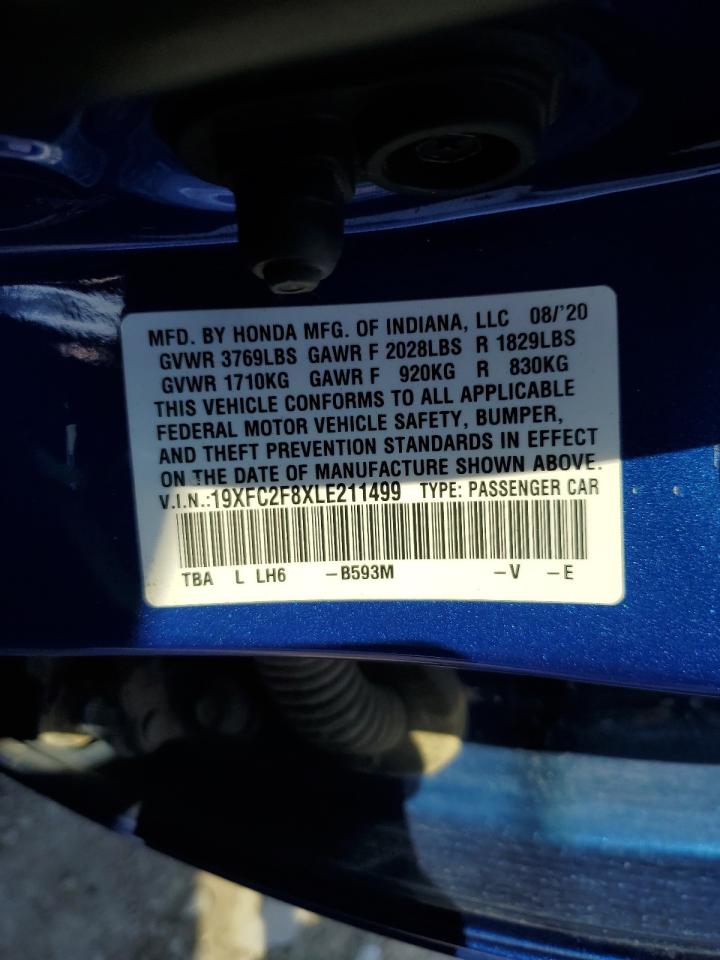 MFD. BY HONDA MFG. OF INDIANA, LLC 08/'20
GVWR 3769LBS GAWR F 2028LBS R 1829LBS
GVWR 1710KG GAWR F 920KG R 830KG
THIS VEHICLE CONFORMS TO ALL APPLICABLE
FEDERAL MOTOR VEHICLE SAFETY, BUMPER,
AND THEFT PREVENTION STANDARDS IN EFFECT
ON THE DATE OF MANUFACTURE SHOWN ABOVE.
V.I.N.:19XFC2F8XLE211499 TYPE: PASSENGER CAR
TBA L LH6 -B593M -V -E